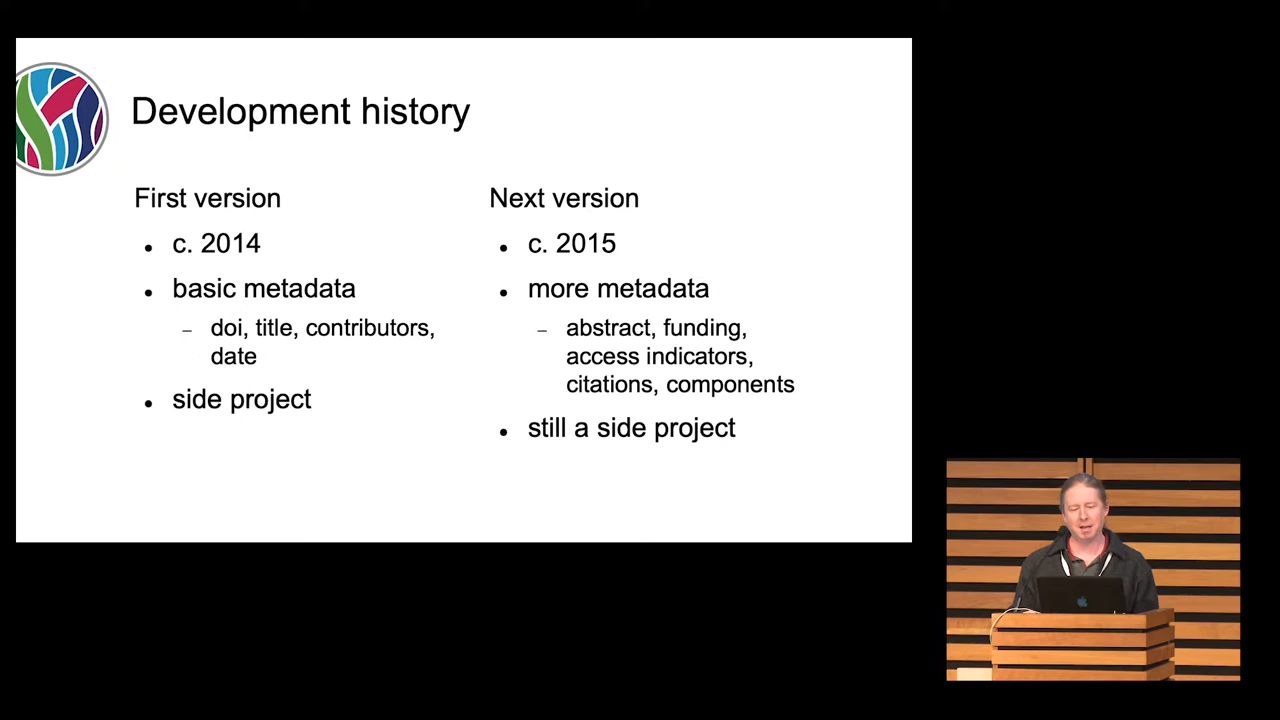 Development history
First version
• c. 2014
• basic metadata
– doi, title, contributors,
date
• side project
Next version
• c. 2015
• more metadata
– abstract, funding,
access indicators,
citations, components
• still a side project